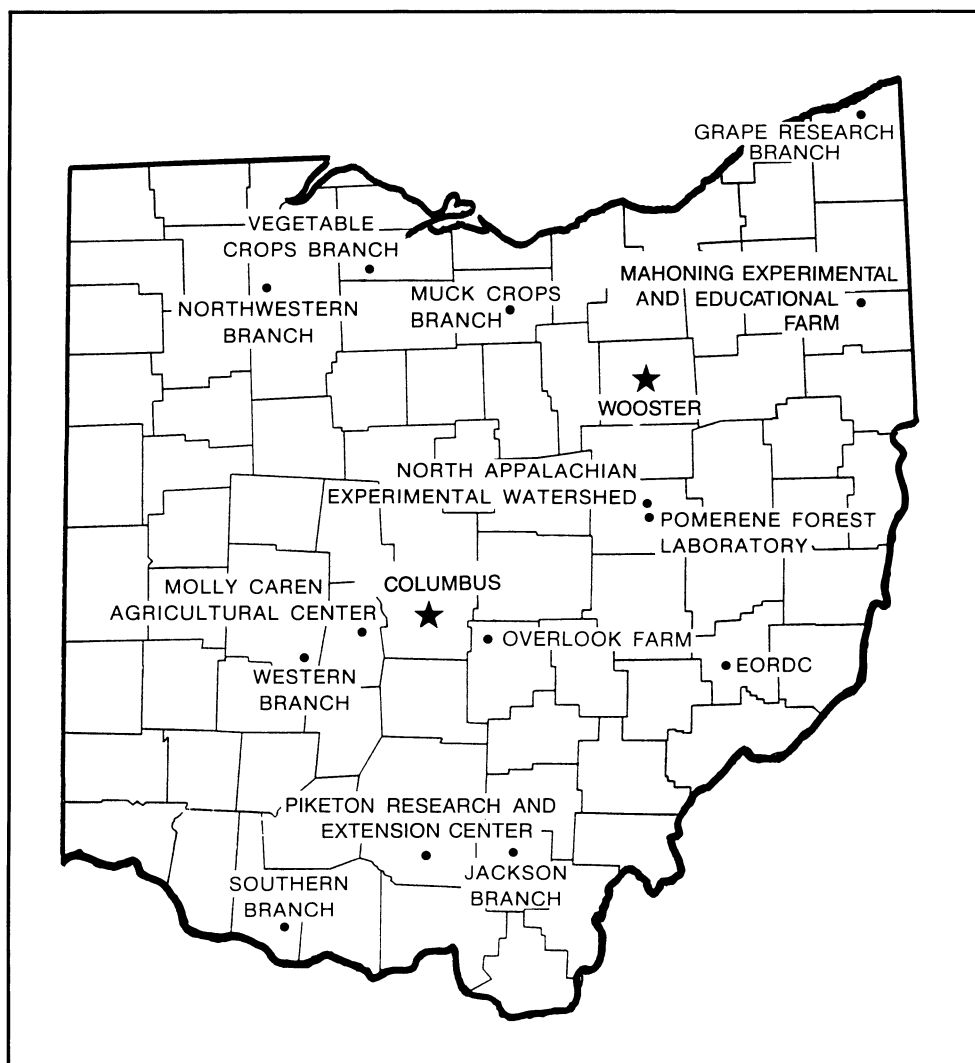 GRAPE RESEARCH
BRANCH
VEGETABLE
CROPS BRANCH
NORTHWESTERN
BRANCH
MUCK CROPS
BRANCH
MAHONING EXPERIMENTAL
AND EDUCATIONAL
FARM
WOOSTER
NORTH APPALACHIAN
EXPERIMENTAL WATERSHED
POMERENE FOREST
LABORATORY
MOLLY CAREN
AGRICULTURAL CENTER
COLUMBUS
OVERLOOK FARM
WESTERN
BRANCH
EORDC
PIKETON RESEARCH AND
EXTENSION CENTER
JACKSON
BRANCH
SOUTHERN
BRANCH